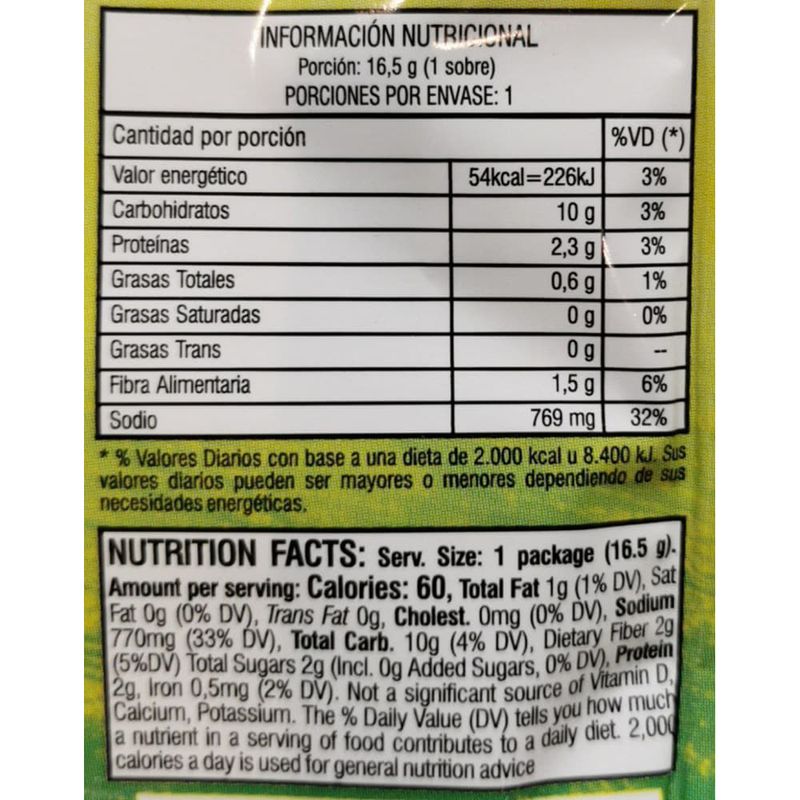 INFORMACIÓN NUTRICIONAL
Porción: 16,5 g (1 sobre)
PORCIONES POR ENVASE: 1
Cantidad por porción %VD (*)
Valor energético 54kcal=226kJ 3%
Carbohidratos 10 g 3%
Proteínas 2,3 g 3%
Grasas Totales 0,6 g 1%
Grasas Saturadas 0 g 0%
Grasas Trans 0 g --
Fibra Alimentaria 1,5 g 6%
Sodio 769 mg 32%
* % Valores Diarios con base a una dieta de 2.000 kcal u 8.400 kJ. Sus
valores diarios pueden ser mayores o menores dependiendo de sus
necesidades energéticas.
NUTRITION FACTS: Serv. Size: 1 package (16.5 g).
Amount per serving: Calories: 60, Total Fat 1g (1% DV), Sat
Fat 0g (0% DV), Trans Fat 0g, Cholest. 0mg (0% DV), Sodium
770mg (33% DV), Total Carb. 10g (4% DV), Dietary Fiber 2g
(5%DV) Total Sugars 2g (Incl. 0g Added Sugars, 0% DV), Protein
2g, Iron 0,5mg (2% DV). Not a significant source of Vitamin D,
Calcium, Potassium. The % Daily Value (DV) tells you how much
a nutrient in a serving of food contributes to a daily diet. 2,000
calories a day is used for general nutrition advice